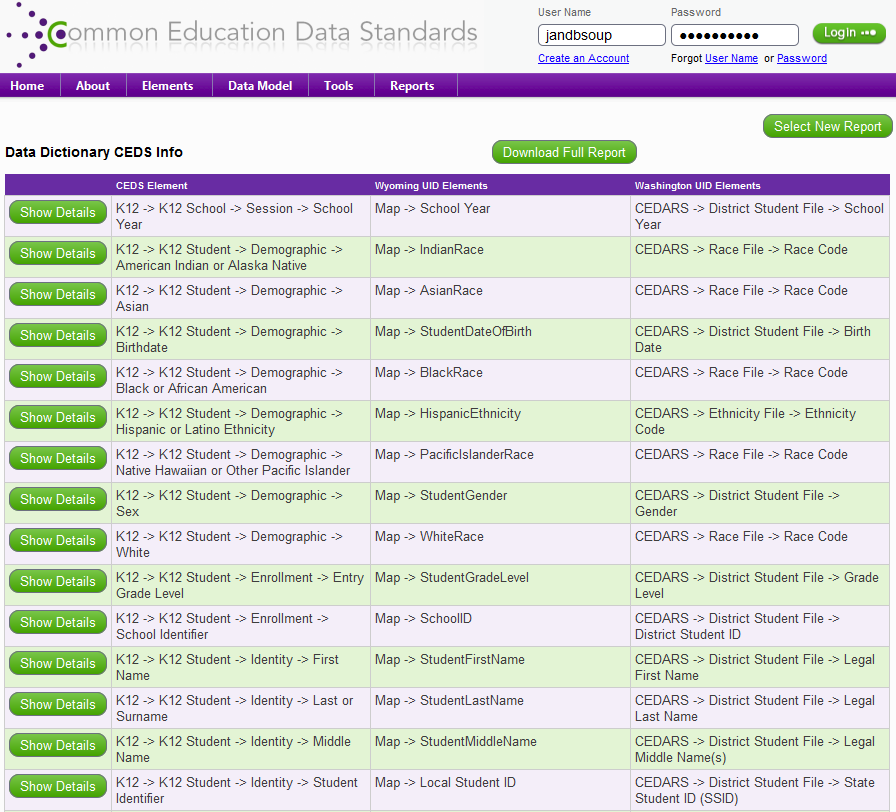 Common Education Data Standards
User Name
Password
jandbsoup
••••••••••
Login •••
Create an Account
Forgot User Name or Password
Home
About
Elements
Data Model
Tools
Reports
Select New Report
Data Dictionary CEDS Info
Download Full Report
CEDS Element
Wyoming UID Elements
Washington UID Elements
Show Details
K12 -> K12 School -> Session -> School
Year
Map -> School Year
CEDARS -> District Student File -> School
Year
Show Details
K12 -> K12 Student -> Demographic ->
American Indian or Alaska Native
Map -> IndianRace
CEDARS -> Race File -> Race Code
Show Details
K12 -> K12 Student -> Demographic ->
Asian
Map -> AsianRace
CEDARS -> Race File -> Race Code
Show Details
K12 -> K12 Student -> Demographic ->
Birthdate
Map -> StudentDateOfBirth
CEDARS -> District Student File -> Birth
Date
Show Details
K12 -> K12 Student -> Demographic ->
Black or African American
Map -> BlackRace
CEDARS -> Race File -> Race Code
Show Details
K12 -> K12 Student -> Demographic ->
Hispanic or Latino Ethnicity
Map -> HispanicEthnicity
CEDARS -> Ethnicity File -> Ethnicity
Code
Show Details
K12 -> K12 Student -> Demographic ->
Native Hawaiian or Other Pacific Islander
Map -> PacificIslanderRace
CEDARS -> Race File -> Race Code
Show Details
K12 -> K12 Student -> Demographic ->
Sex
Map -> StudentGender
CEDARS -> District Student File ->
Gender
Show Details
K12 -> K12 Student -> Demographic ->
White
Map -> WhiteRace
CEDARS -> Race File -> Race Code
Show Details
K12 -> K12 Student -> Enrollment -> Entry
Grade Level
Map -> StudentGradeLevel
CEDARS -> District Student File -> Grade
Level
Show Details
K12 -> K12 Student -> Enrollment ->
School Identifier
Map -> SchoolID
CEDARS -> District Student File ->
District Student ID
Show Details
K12 -> K12 Student -> Identity -> First
Name
Map -> StudentFirstName
CEDARS -> District Student File -> Legal
First Name
Show Details
K12 -> K12 Student -> Identity -> Last or
Surname
Map -> StudentLastName
CEDARS -> District Student File -> Legal
Last Name
Show Details
K12 -> K12 Student -> Identity -> Middle
Name
Map -> StudentMiddleName
CEDARS -> District Student File -> Legal
Middle Name(s)
Show Details
K12 -> K12 Student -> Identity -> Student
Identifier
Map -> Local Student ID
CEDARS -> District Student File -> State
Student ID (SSID)